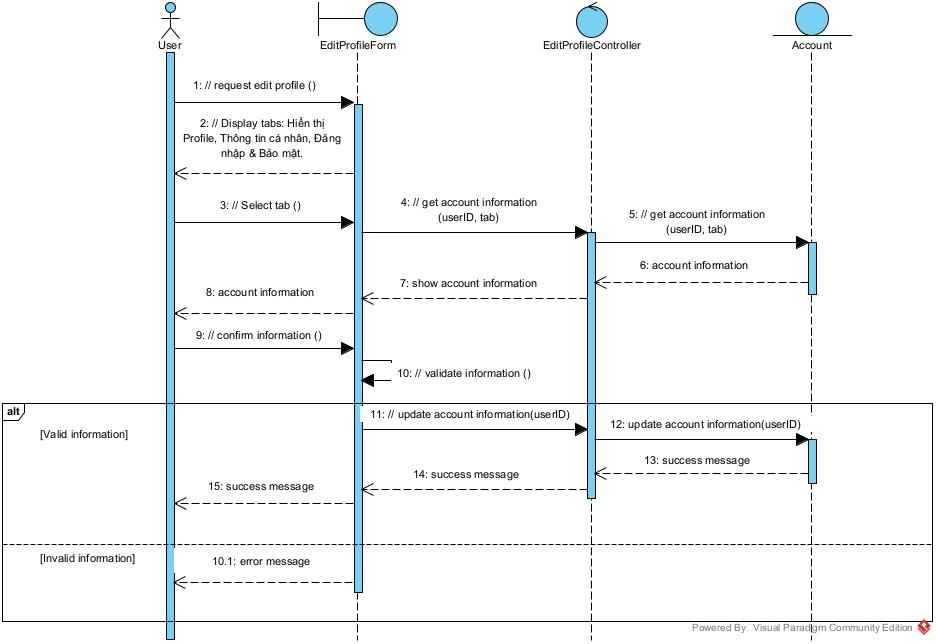 User
EditProfileForm
EditProfileController
Account
1: // request edit profile ()
2: // Display tabs: Hiển thị
Profile, Thông tin cá nhân, Đăng
nhập & Bảo mật.
3: // Select tab ()
4: // get account information
(userID, tab)
5: // get account information
(userID, tab)
6: account information
7: show account information
8: account information
9: // confirm information ()
10: // validate information ()
alt
[Valid information]
11: // update account information(userID)
12: update account information(userID)
13: success message
14: success message
15: success message
[Invalid information]
10.1: error message
Powered By Visual Paradigm Community Edition